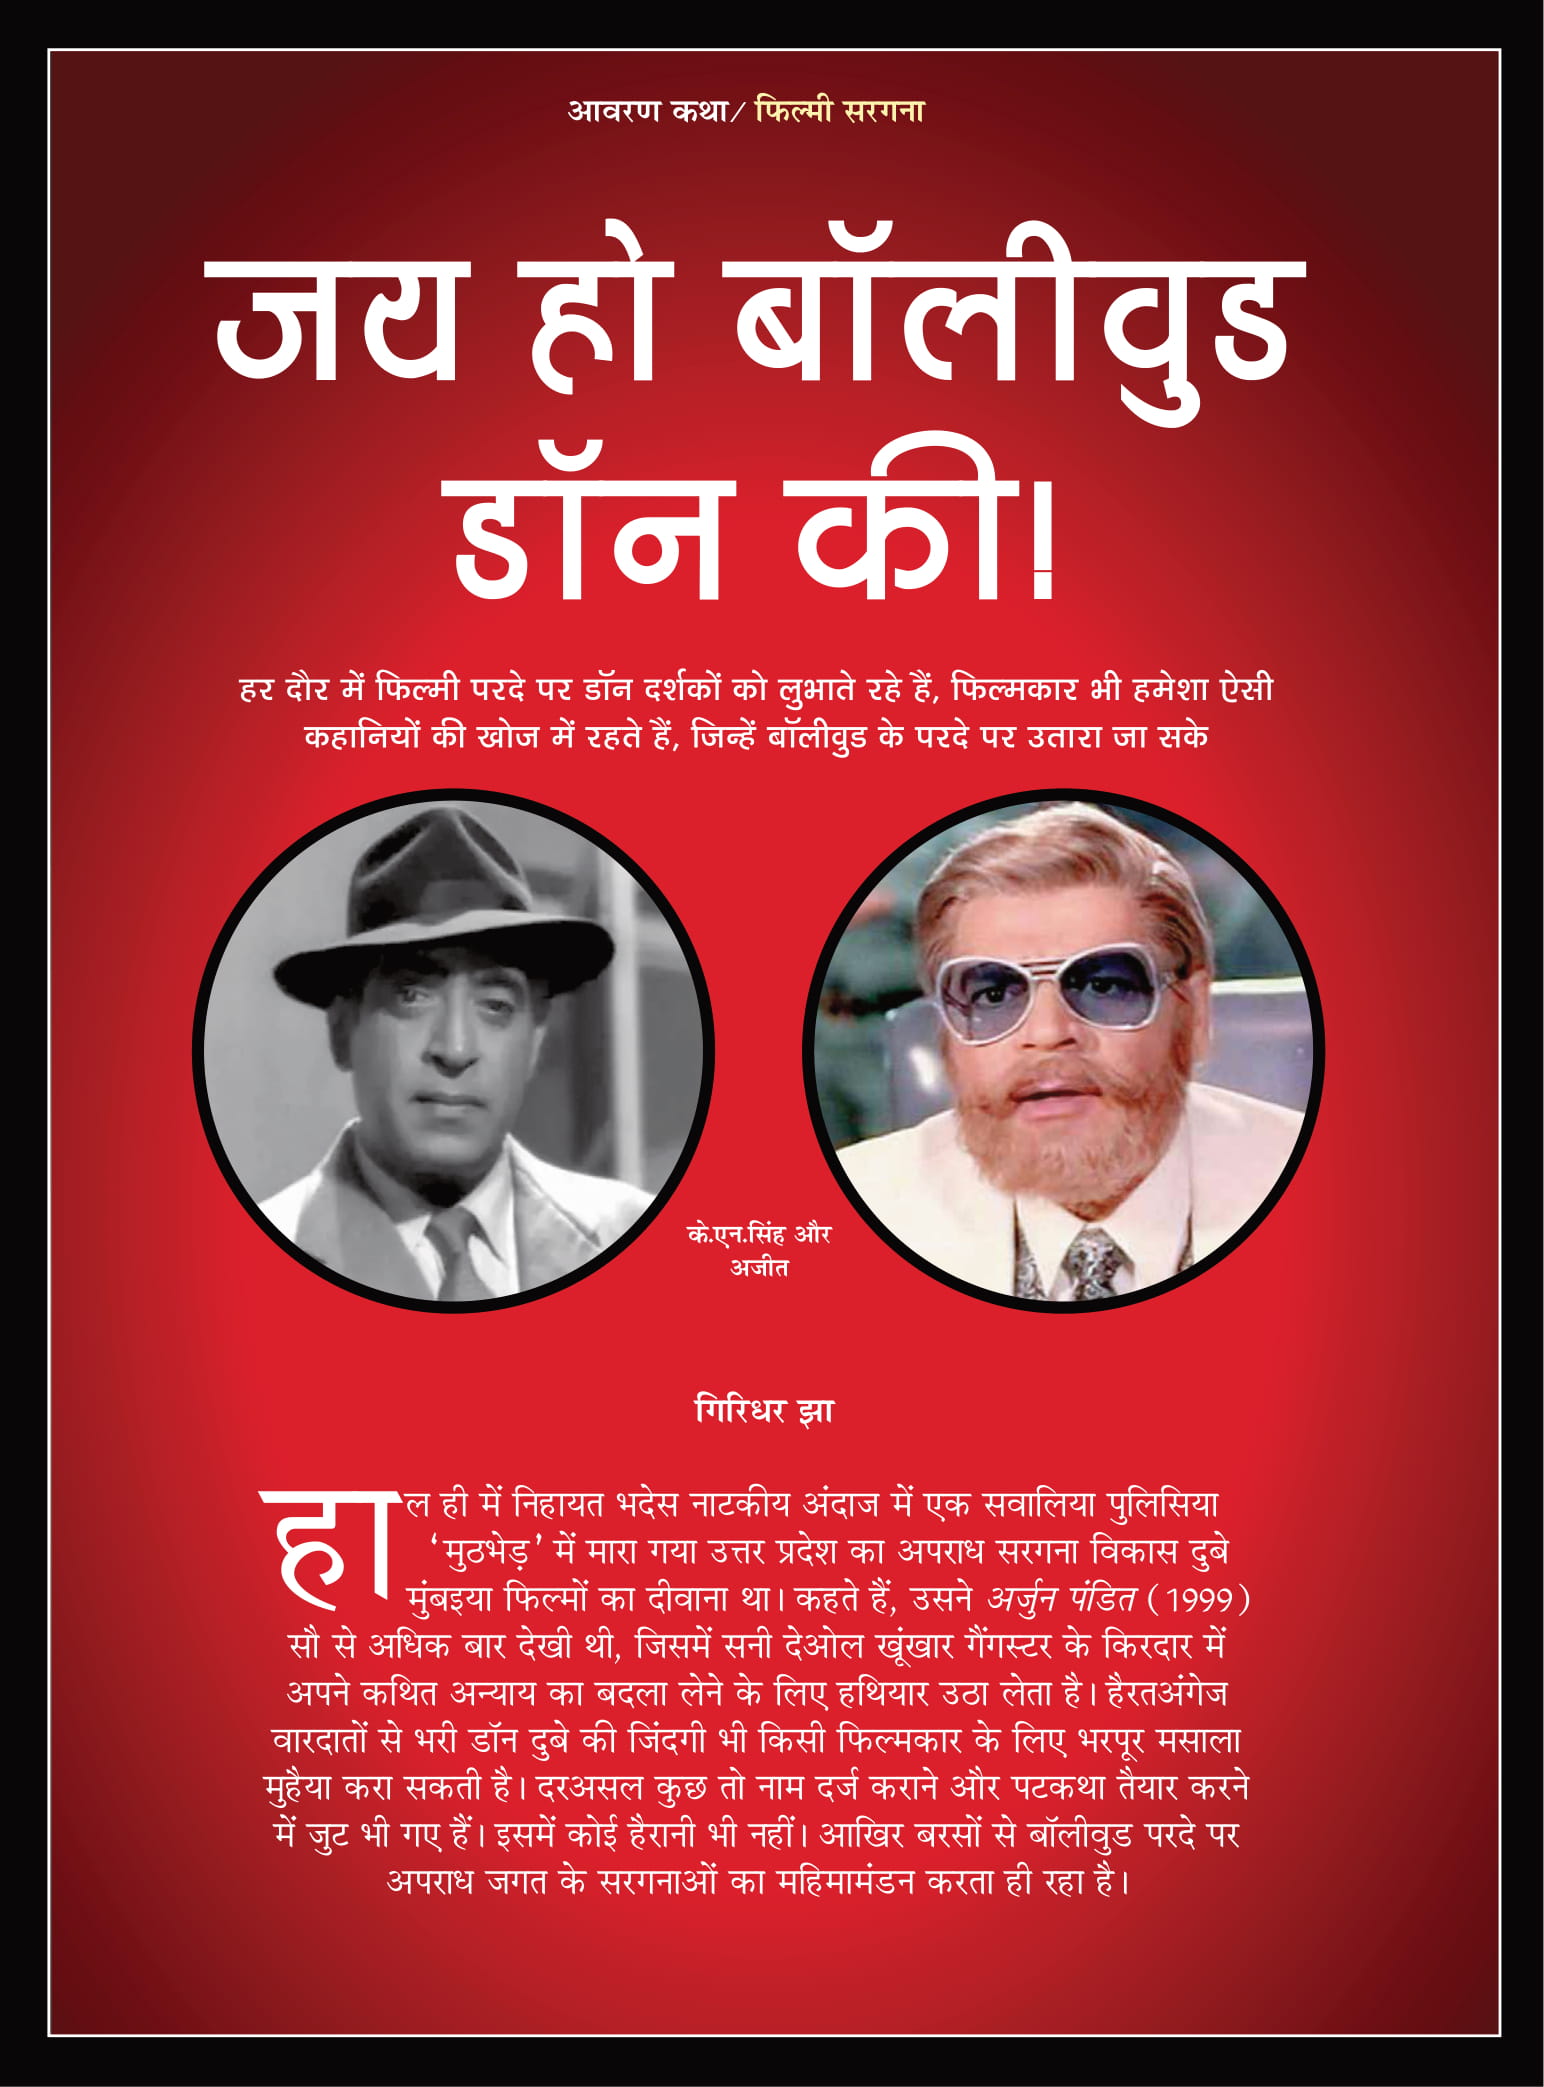 आवरण कथा/ फिल्मी सरगना
जय हो बॉलीवुड
डॉन की!
हर दौर में फिल्मी परदे पर डॉन दर्शकों को लुभाते रहे हैं, फिल्मकार भी हमेशा ऐसी
कहानियों की खोज में रहते हैं, जिन्हें बॉलीवुड के परदे पर उतारा जा सके
के.एन.सिंह और
अजीत
गिरिधर झा
हाल ही में निहायत भदेस नाटकीय अंदाज में एक सवालिया पुलिसिया
‘मुठभेड़’ में मारा गया उत्तर प्रदेश का अपराध सरगना विकास दुबे
मुंबइया फिल्मों का दीवाना था। कहते हैं, उसने अर्जुन पंडित (1999)
सौ से अधिक बार देखी थी, जिसमें सनी देओल खूंखार गैंगस्टर के किरदार में
अपने कथित अन्याय का बदला लेने के लिए हथियार उठा लेता है। हैरतअंगेज
वारदातों से भरी डॉन दुबे की जिंदगी भी किसी फिल्मकार के लिए भरपूर मसाला
मुहैया करा सकती है। दरअसल कुछ तो नाम दर्ज कराने और पटकथा तैयार करने
में जुट भी गए हैं। इसमें कोई हैरानी भी नहीं। आखिर बरसों से बॉलीवुड परदे पर
अपराध जगत के सरगनाओं का महिमामंडन करता ही रहा है।